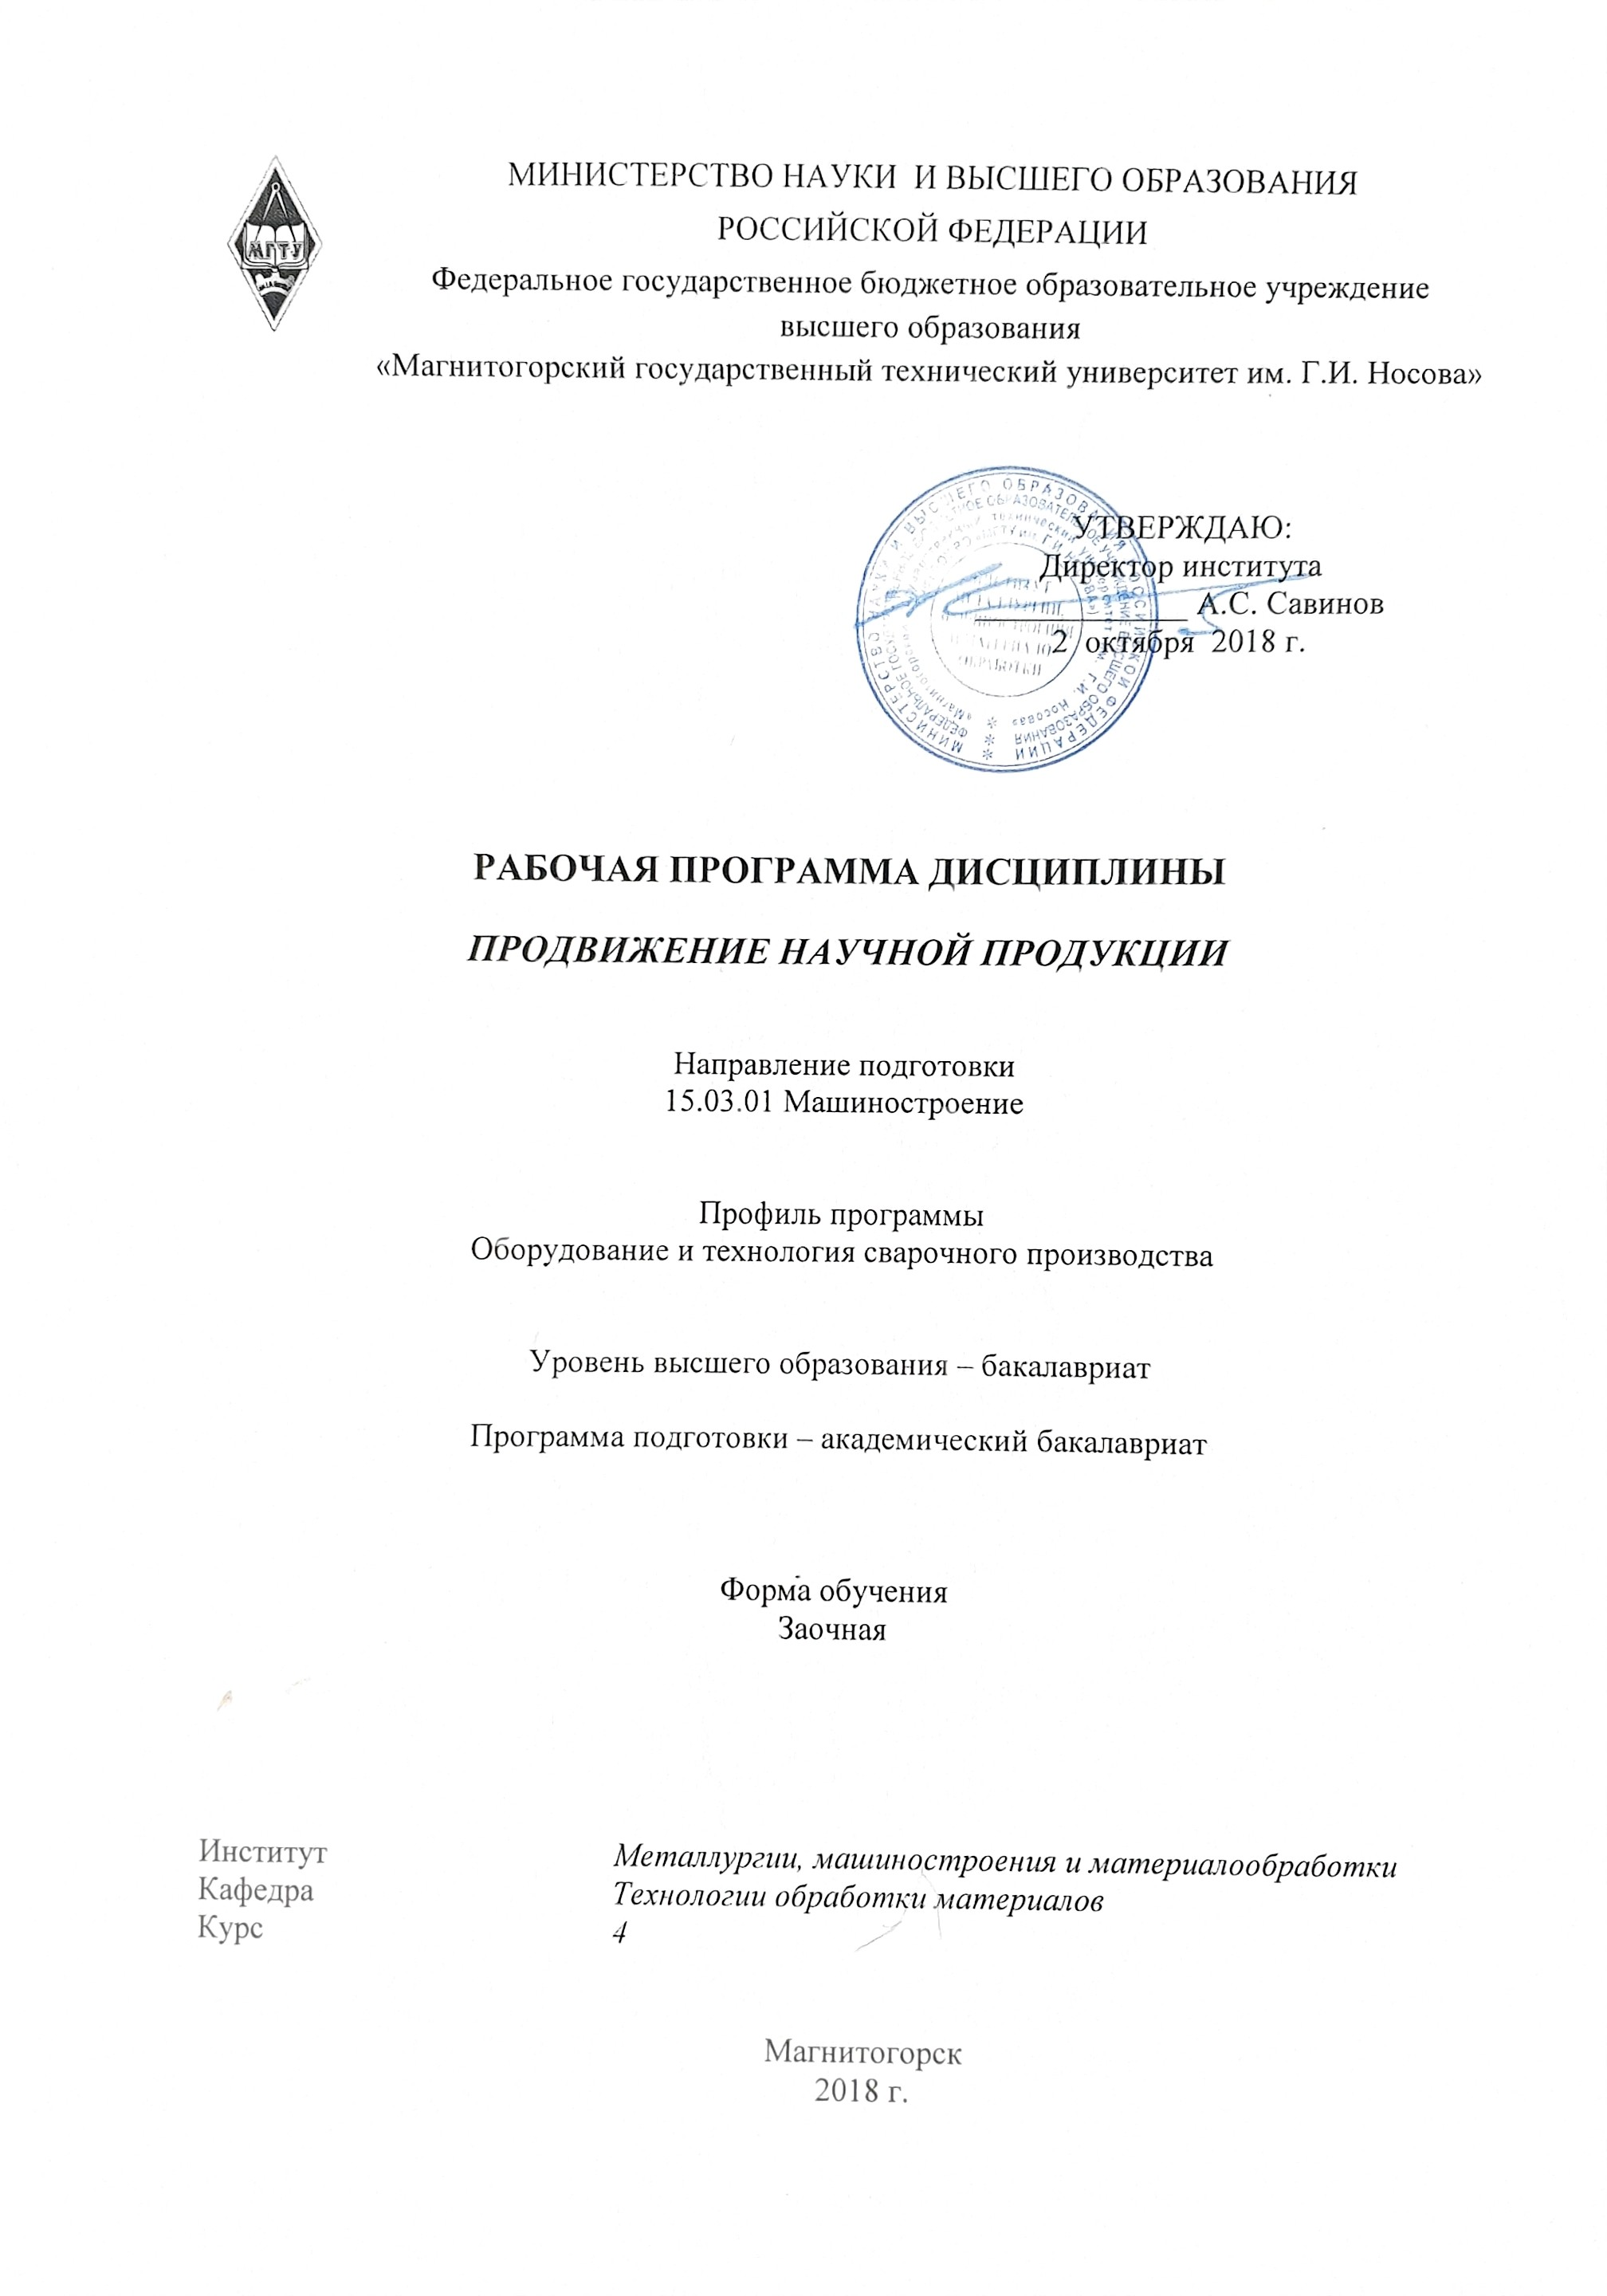 МИНИСТЕРСТВО НАУКИ И ВЫСШЕГО ОБРАЗОВАНИЯ
РОССИЙСКОЙ ФЕДЕРАЦИИ
Федеральное государственное бюджетное образовательное учреждение
высшего образования
«Магнитогорский государственный технический университет им. Г.И. Носова»
МГТУ
УТВЕРЖДАЮ:
Директор института
А.С. Савинов
2 октября 2018 г.
РАБОЧАЯ ПРОГРАММА ДИСЦИПЛИНЫ
ПРОДВИЖЕНИЕ НАУЧНОЙ ПРОДУКЦИИ
Направление подготовки
15.03.01 Машиностроение
Профиль программы
Оборудование и технология сварочного производства
Уровень высшего образования – бакалавриат
Программа подготовки – академический бакалавриат
Форма обучения
Заочная
Институт Металлургии, машиностроения и материалообработки
Кафедра Технологии обработки материалов
Курс 4
Магнитогорск
2018 г.